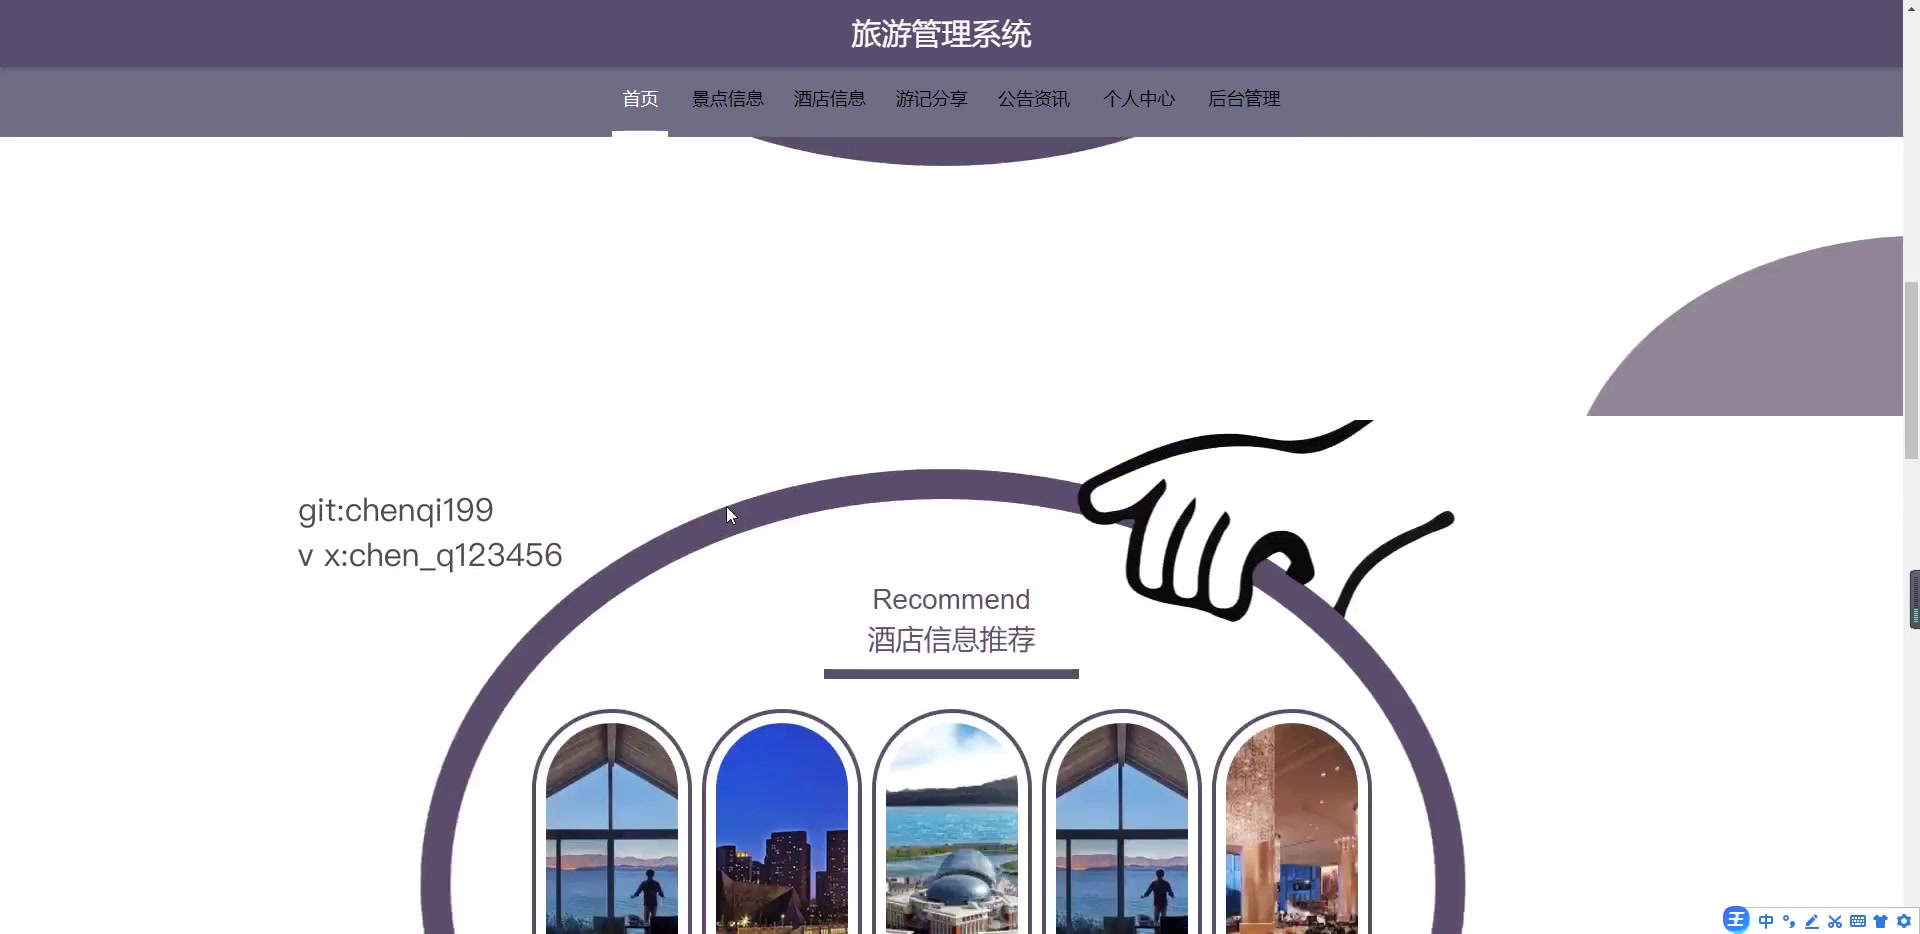 旅游管理系统
首页
景点信息
酒店信息
游记分享
公告资讯
个人中心
后台管理
git:chenqi199
v x:chen_q123456
Recommend
酒店信息推荐
王 中